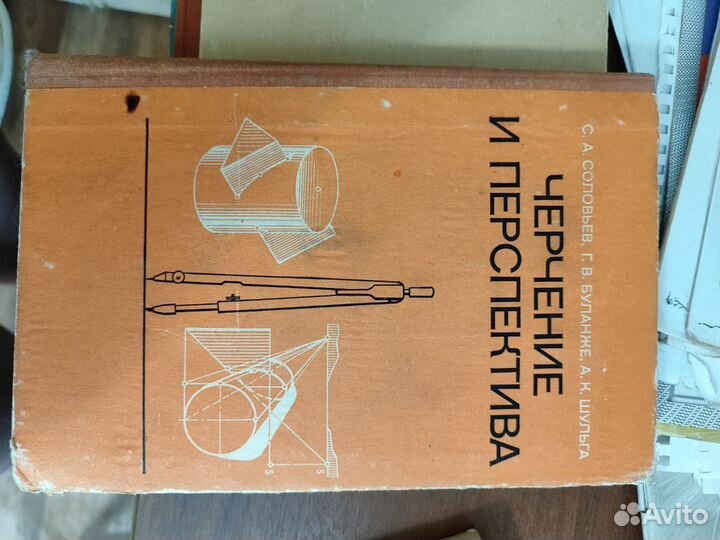 С. А. СОЛОВЬЕВ, Г. В. БУЛАНЖЕ, А. К. ШУЛЬГА
ЧЕРЧЕНИЕ
И ПЕРСПЕКТИВА
S
S
Avito